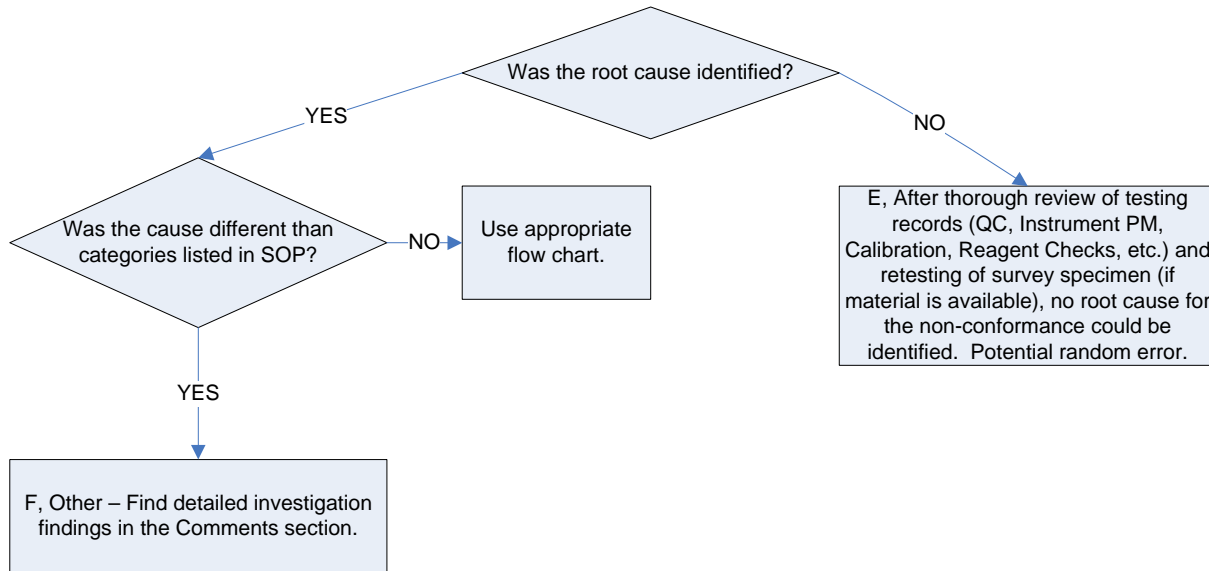 Was the root cause identified?
YES
NO
Was the cause different than
categories listed in SOP?
NO
Use appropriate
flow chart.
E, After thorough review of testing
records (QC, Instrument PM,
Calibration, Reagent Checks, etc.) and
retesting of survey specimen (if
material is available), no root cause for
the non-conformance could be
identified.  Potential random error.
YES
F, Other – Find detailed investigation
findings in the Comments section.